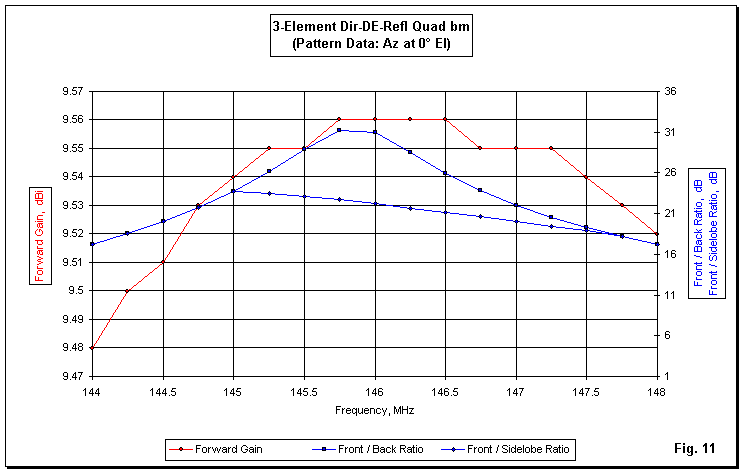 3-Element Dir-DE-Refl Quad bm
(Pattern Data: Az at 0° El)
9.57
9.56
9.55
9.54
9.53
9.52
9.51
9.5
9.49
9.48
9.47
Forward Gain, dBi
36
31
26
21
16
11
6
1
Front / Back Ratio, dB
Front / Sidelobe Ratio, dB
144
144.5
145
145.5
146
146.5
147
147.5
148
Frequency, MHz
Forward Gain
Front / Back Ratio
Front / Sidelobe Ratio
Fig. 11